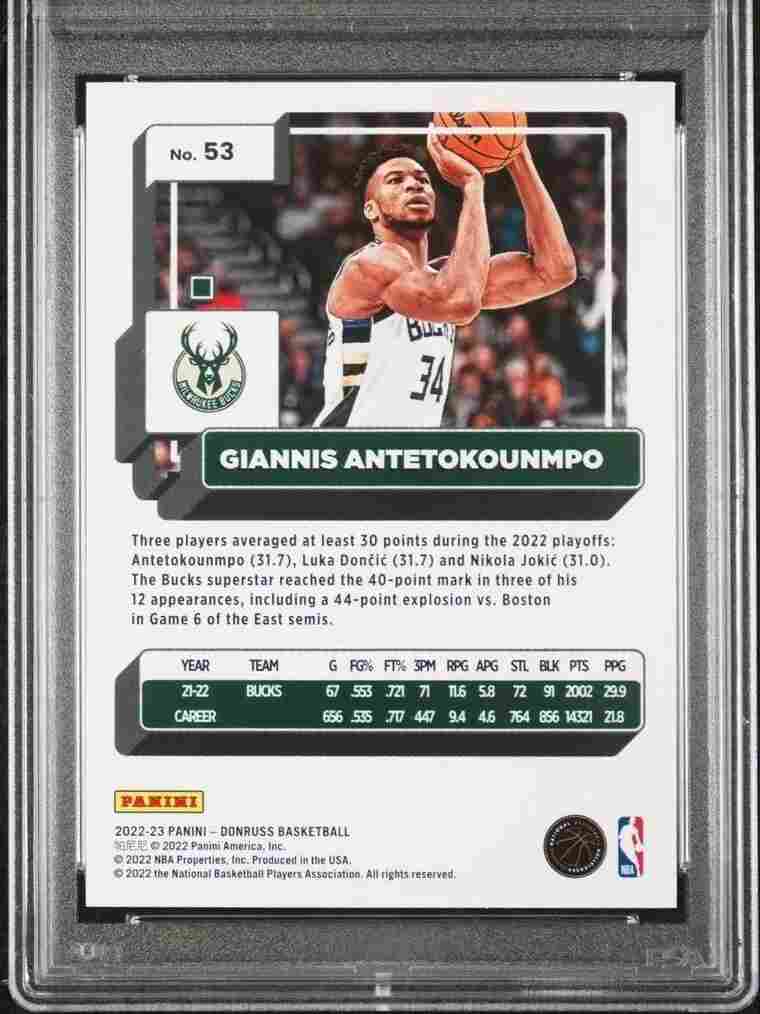 No. 53
BUCKS
34
MILWAUKEE BUCKS
GIANNIS ANTETOKOUNMPO
Three players averaged at least 30 points during the 2022 playoffs:
Antetokounmpo (31.7), Luka Dončić (31.7) and Nikola Jokić (31.0).
The Bucks superstar reached the 40-point mark in three of his
12 appearances, including a 44-point explosion vs. Boston
in Game 6 of the East semis.
YEAR TEAM G FG% FT% 3PM RPG APG STL BLK PTS PPG
21-22 BUCKS 67 .553 .721 71 11.6 5.8 72 91 2002 29.9
CAREER 656 .535 .717 447 9.4 4.6 764 856 14321 21.8
PANINI
2022-23 PANINI – DONRUSS BASKETBALL
帕尼尼 © 2022 Panini America, Inc.
© 2022 NBA Properties, Inc. Produced in the USA.
© 2022 the National Basketball Players Association. All rights reserved.
NBA